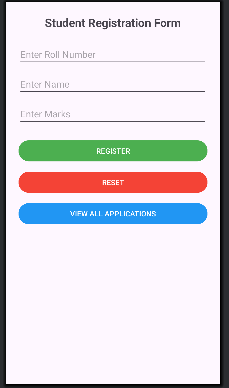 Student Registration Form
Enter Roll Number
Enter Name
Enter Marks
REGISTER
RESET
VIEW ALL APPLICATIONS